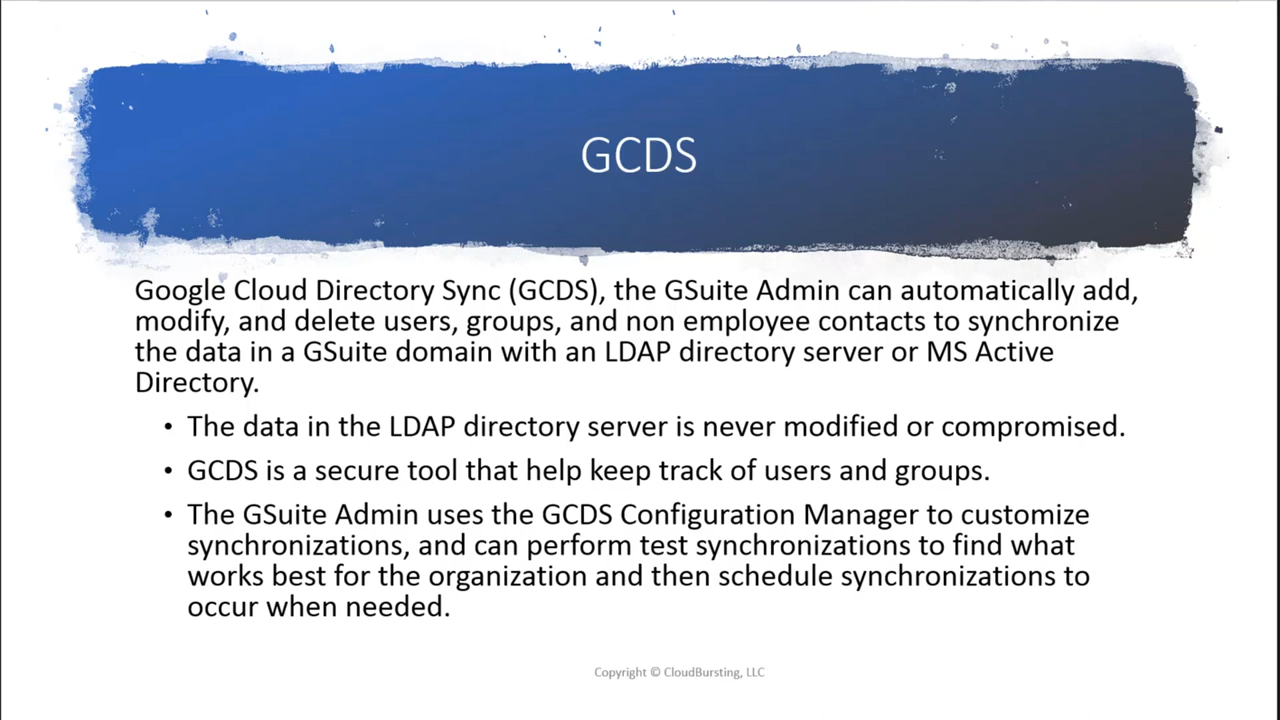 GCDS
Google Cloud Directory Sync (GCDS), the GSuite Admin can automatically add,
modify, and delete users, groups, and non employee contacts to synchronize
the data in a GSuite domain with an LDAP directory server or MS Active
Directory.
• The data in the LDAP directory server is never modified or compromised.
• GCDS is a secure tool that help keep track of users and groups.
• The GSuite Admin uses the GCDS Configuration Manager to customize
synchronizations, and can perform test synchronizations to find what
works best for the organization and then schedule synchronizations to
occur when needed.
Copyright © CloudBursting, LLC